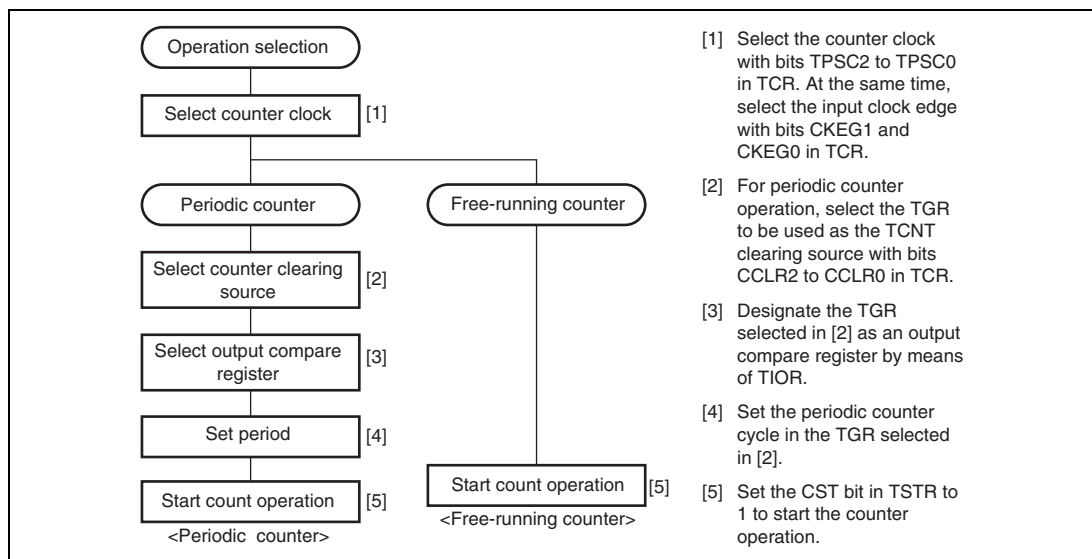 Operation selection
Select counter clock
[1]
Periodic counter
Free-running counter
Select counter clearing
source
[2]
Select output compare
register
[3]
Set period
[4]
Start count operation
[5]
<Periodic counter>
Start count operation
[5]
<Free-running counter>
[1] Select the counter clock
with bits TPSC2 to TPSC0
in TCR. At the same time,
select the input clock edge
with bits CKEG1 and
CKEG0 in TCR.
[2] For periodic counter
operation, select the TGR
to be used as the TCNT
clearing source with bits
CCLR2 to CCLR0 in TCR.
[3] Designate the TGR
selected in [2] as an output
compare register by means
of TIOR.
[4] Set the periodic counter
cycle in the TGR selected
in [2].
[5] Set the CST bit in TSTR to
1 to start the counter
operation.